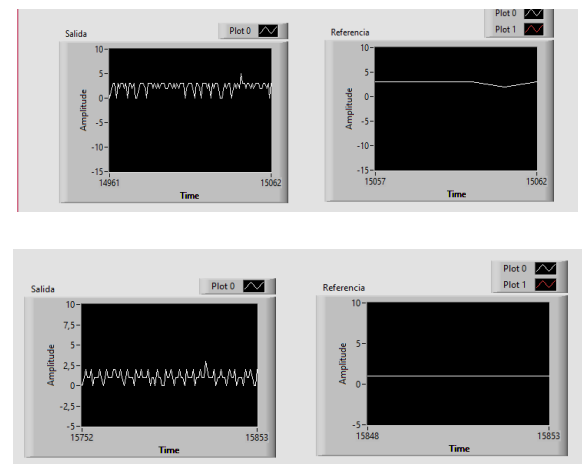 Plot 0
Salida Plot 0 Referencia Plot 1
10 10
5 5
0 0
-5 -5
-10 -10
-15 -15
Amplitude Amplitude
14961 15062 15057 15062
Time Time
Plot 0
Salida Plot 0 Referencia Plot 1
10 10
7,5
5 5
2,5
0 0
-2,5
-5 -5
Amplitude Amplitude
15752 15853 15848 15853
Time Time